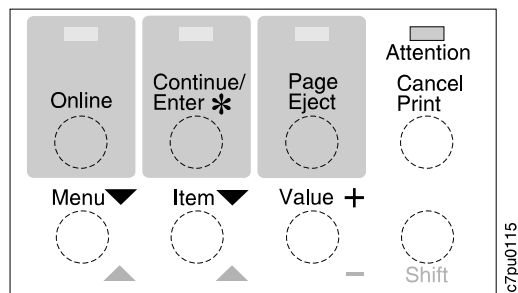 Attention
Online
Continue/
Enter ✻
Page
Eject
Cancel
Print
Menu
Item
Value +
−
Shift
c7pu0115